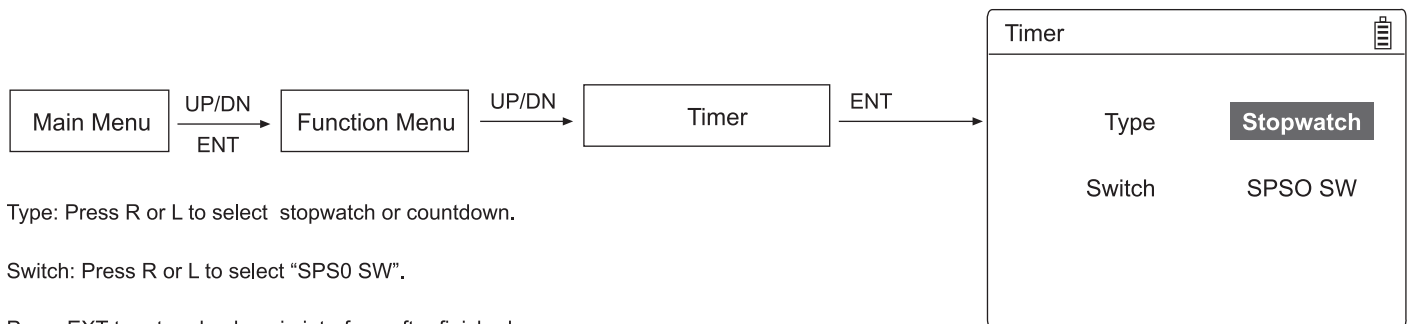 Timer
Main Menu
UP/DN
ENT
Function Menu
UP/DN
Timer
ENT
Type Stopwatch
Switch SPSO SW
Type: Press R or L to select stopwatch or countdown.
Switch: Press R or L to select “SPS0 SW”.